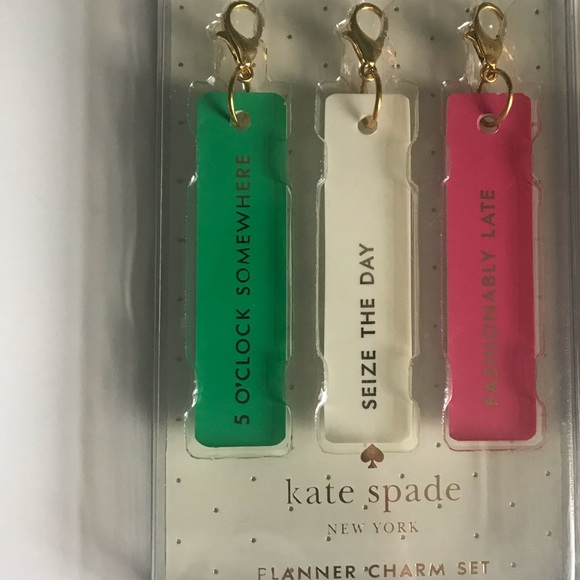 5 O'CLOCK SOMEWHERE
SEIZE THE DAY
FASHIONABLY LATE
kate spade
NEW YORK
PLANNER CHARM SET